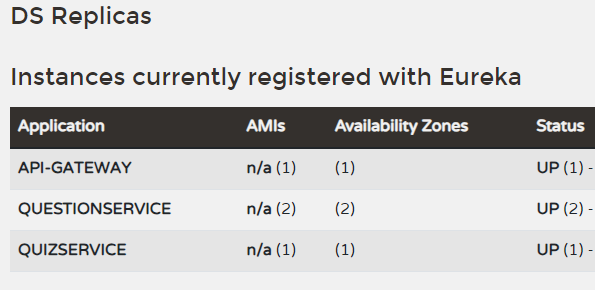 DS Replicas
Instances currently registered with Eureka
Application AMIs Availability Zones Status
API-GATEWAY n/a (1) (1) UP (1) -
QUESTIONSERVICE n/a (2) (2) UP (2) -
QUIZSERVICE n/a (1) (1) UP (1) -